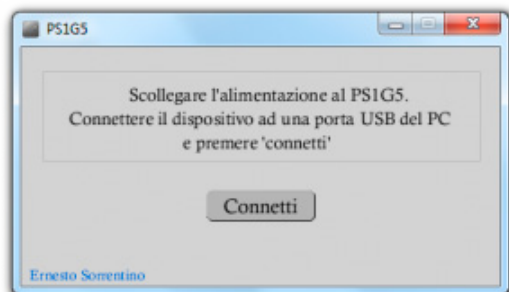 PS1G5
Scollegare l'alimentazione al PS1G5.
Connettere il dispositivo ad una porta USB del PC
e premere 'connetti'
Connetti
Ernesto Sorrentino